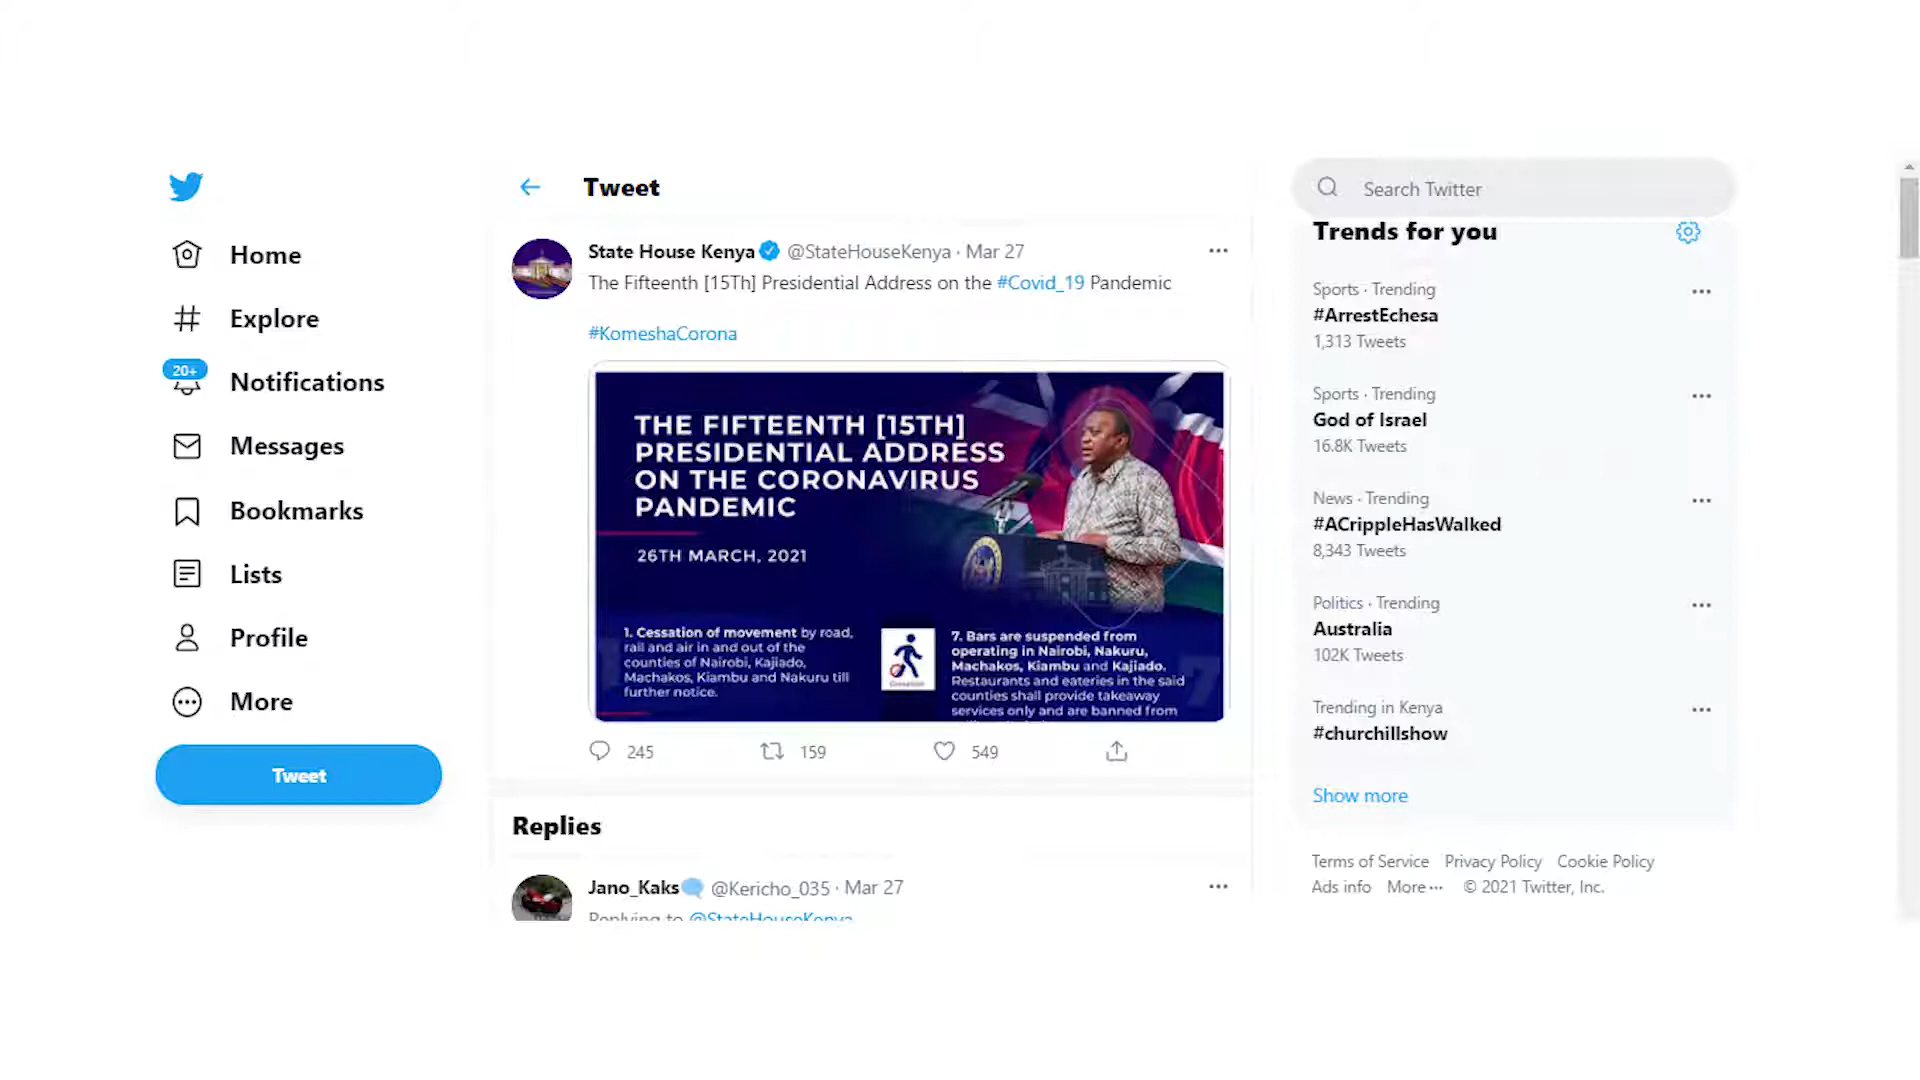 Home
Explore
20+
Notifications
Messages
Bookmarks
Lists
Profile
More
Tweet
Tweet
State House Kenya @StateHouseKenya · Mar 27
The Fifteenth [15Th] Presidential Address on the #Covid_19 Pandemic
#KomeshaCorona
THE FIFTEENTH [15TH]
PRESIDENTIAL ADDRESS
ON THE CORONAVIRUS
PANDEMIC
26TH MARCH, 2021
1. Cessation of movement by road,
rail and air in and out of the
counties of Nairobi, Kajiado,
Machakos, Kiambu and Nakuru till
further notice.
7. Bars are suspended from
operating in Nairobi, Nakuru,
Machakos, Kiambu and Kajiado.
Restaurants and eateries in the said
counties shall provide takeaway
services only and are banned from
245 159 549
Replies
Jano_Kaks @Kericho_035 · Mar 27
Replying to @StateHouseKenya
Search Twitter
Trends for you
Sports · Trending
#ArrestEchesa
1,313 Tweets
Sports · Trending
God of Israel
16.8K Tweets
News · Trending
#ACrippleHasWalked
8,343 Tweets
Politics · Trending
Australia
102K Tweets
Trending in Kenya
#churchillshow
Show more
Terms of Service Privacy Policy Cookie Policy
Ads info More ··· © 2021 Twitter, Inc.